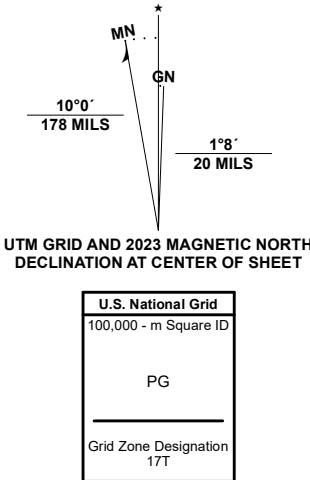 ★
MN
GN
10°0´
178 MILS
1°8´
20 MILS
UTM GRID AND 2023 MAGNETIC NORTH
DECLINATION AT CENTER OF SHEET
U.S. National Grid
100,000 - m Square ID
PG
Grid Zone Designation
17T